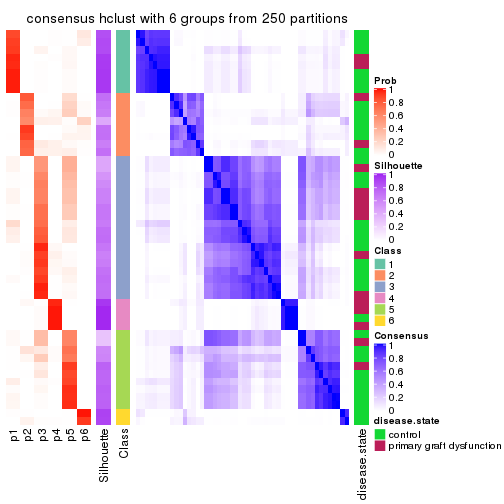 consensus hclust with 6 groups from 250 partitions
Prob
1
0.8
0.6
0.4
0.2
0
Silhouette
1
0.8
0.6
0.4
0.2
0
Class
1
2
3
4
5
6
Consensus
1
0.8
0.6
0.4
0.2
0
disease.state
control
primary graft dysfunction
p1
p2
p3
p4
p5
p6
Silhouette
Class
disease.state